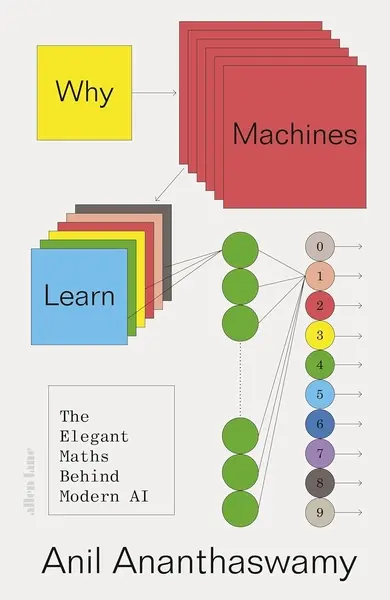 Why
Machines
Learn
0
1
2
3
4
5
6
7
8
9
The
Elegant
Maths
Behind
Modern AI
allen lane
Anil Ananthaswamy